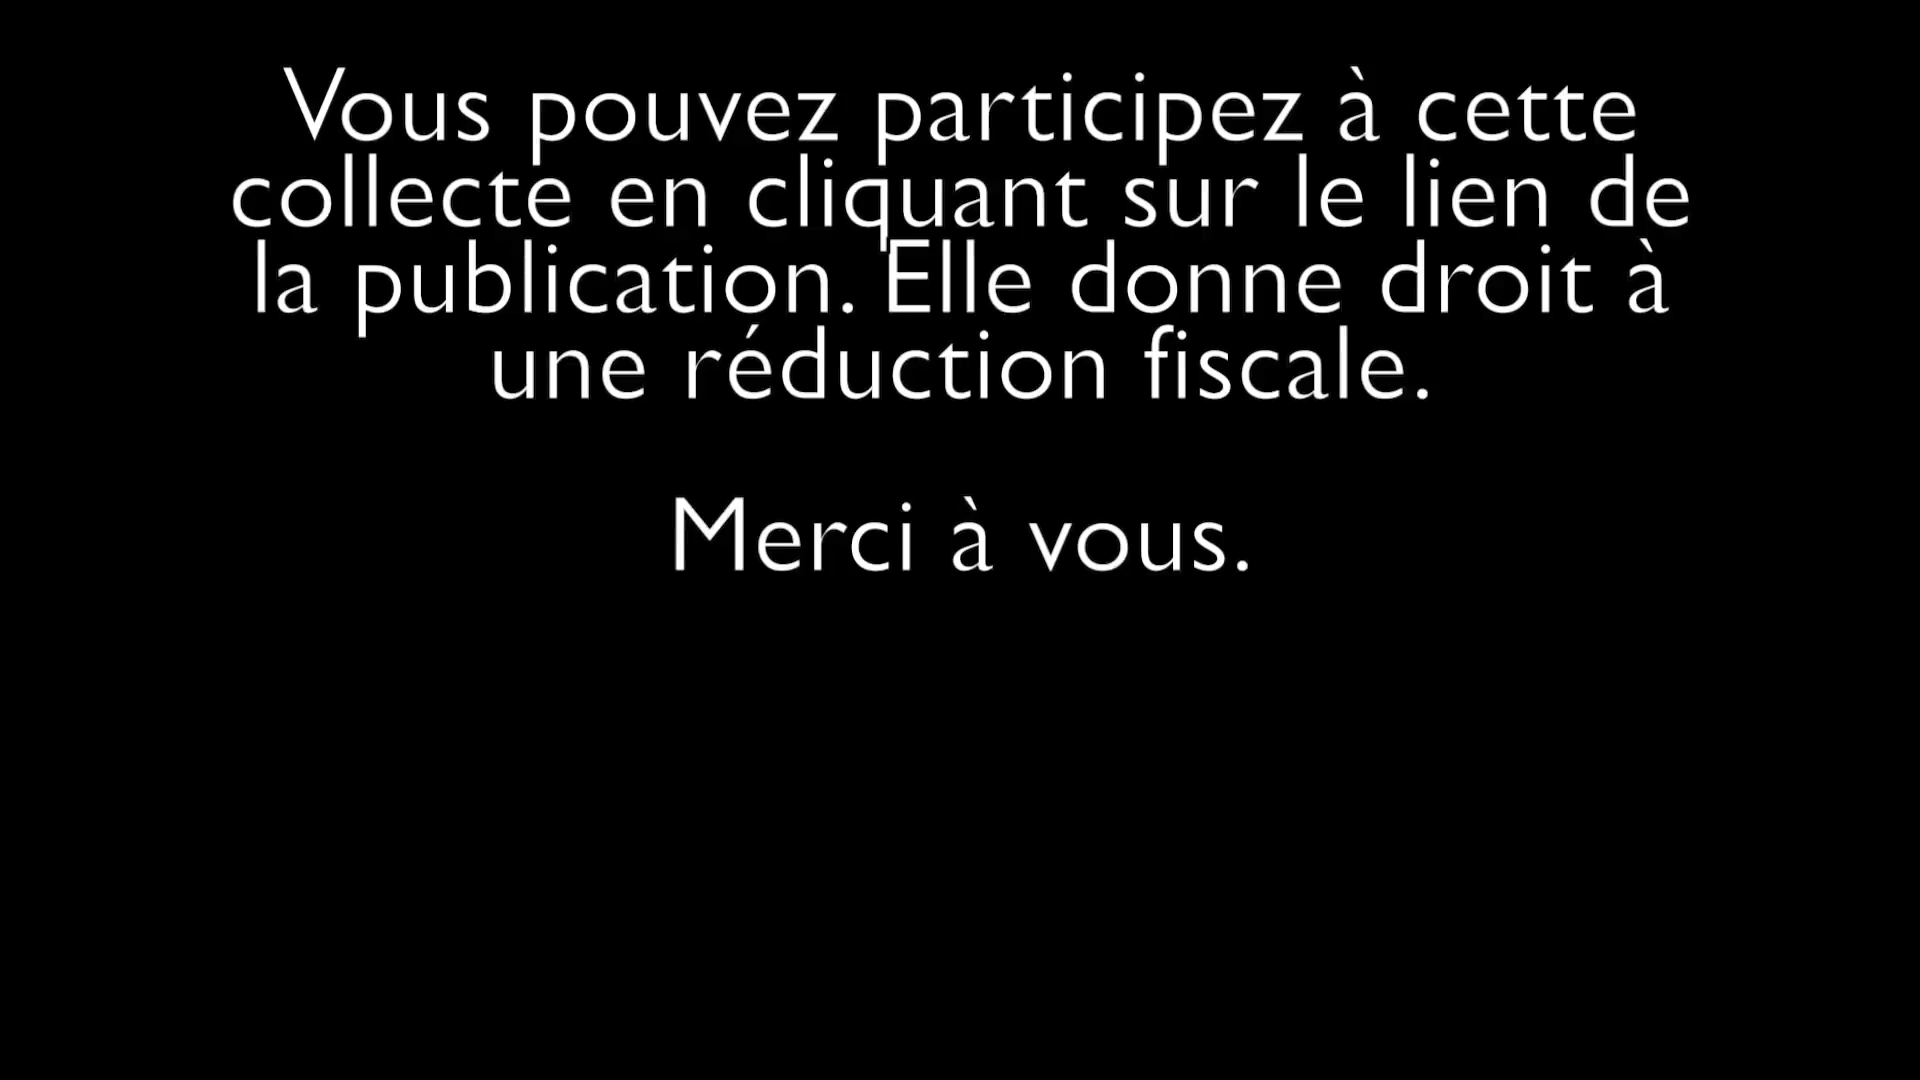 Vous pouvez participez à cette
collecte en cliquant sur le lien de
la publication. Elle donne droit à
une réduction fiscale.
Merci à vous.